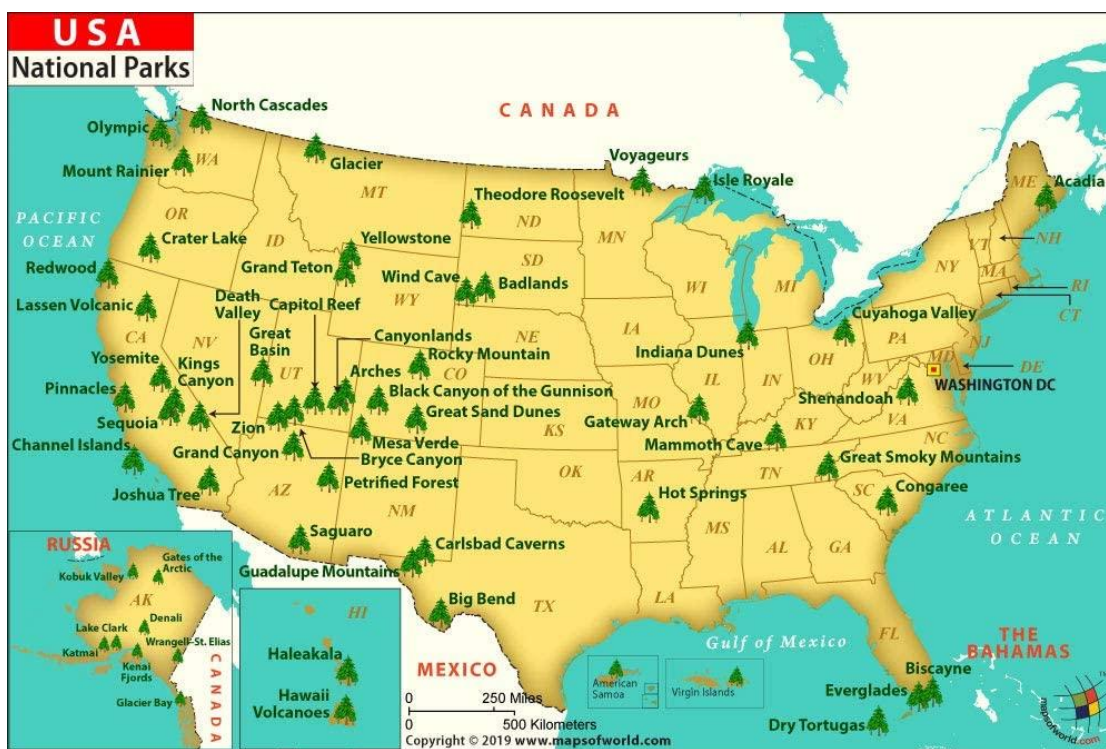 USA
National Parks
CANADA
North Cascades
Olympic
WA
Mount Rainier
Glacier
MT
Voyageurs
Isle Royale
ME
Acadia
Theodore Roosevelt
ND
MN
PACIFIC
OCEAN
OR
ID
Crater Lake
Yellowstone
VT
NH
NY
MA
Redwood
Grand Teton
Wind Cave
SD
Badlands
WI
MI
RI
CT
Lassen Volcanic
Death
Valley
Capitol Reef
WY
Cuyahoga Valley
CA
NV
Great
Basin
Canyonlands
NE
IA
Indiana Dunes
OH
PA
NJ
MD
DE
Yosemite
Kings
Canyon
UT
Rocky Mountain
CO
Arches
IL
IN
WV
WASHINGTON DC
Pinnacles
Black Canyon of the Gunnison
MO
Shenandoah
VA
Sequoia
Zion
Great Sand Dunes
KS
Gateway Arch
KY
Mammoth Cave
NC
Channel Islands
Grand Canyon
Mesa Verde
Bryce Canyon
Great Smoky Mountains
Joshua Tree
AZ
Petrified Forest
NM
OK
AR
TN
Hot Springs
SC
Congaree
MS
AL
GA
ATLANTIC
OCEAN
Saguaro
Carlsbad Caverns
Guadalupe Mountains
Big Bend
TX
LA
FL
Gulf of Mexico
THE
BAHAMAS
MEXICO
RUSSIA
Gates of the
Arctic
Kobuk Valley
AK
Denali
Lake Clark
Wrangell-St. Elias
Katmai
Kenai
Fjords
Glacier Bay
CANADA
HI
Haleakala
Hawaii
Volcanoes
American
Samoa
Virgin Islands
Biscayne
Everglades
Dry Tortugas
0 250 Miles
0 500 Kilometers
Copyright © 2019 www.mapsofworld.com
mapsofworld.com
TM